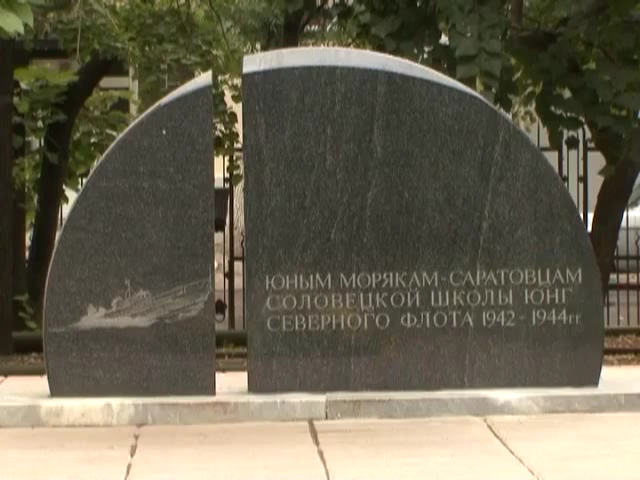 ЮНЫМ МОРЯКАМ-САРАТОВЦАМ
СОЛОВЕЦКОЙ ШКОЛЫ ЮНГ
СЕВЕРНОГО ФЛОТА 1942-1944гг.